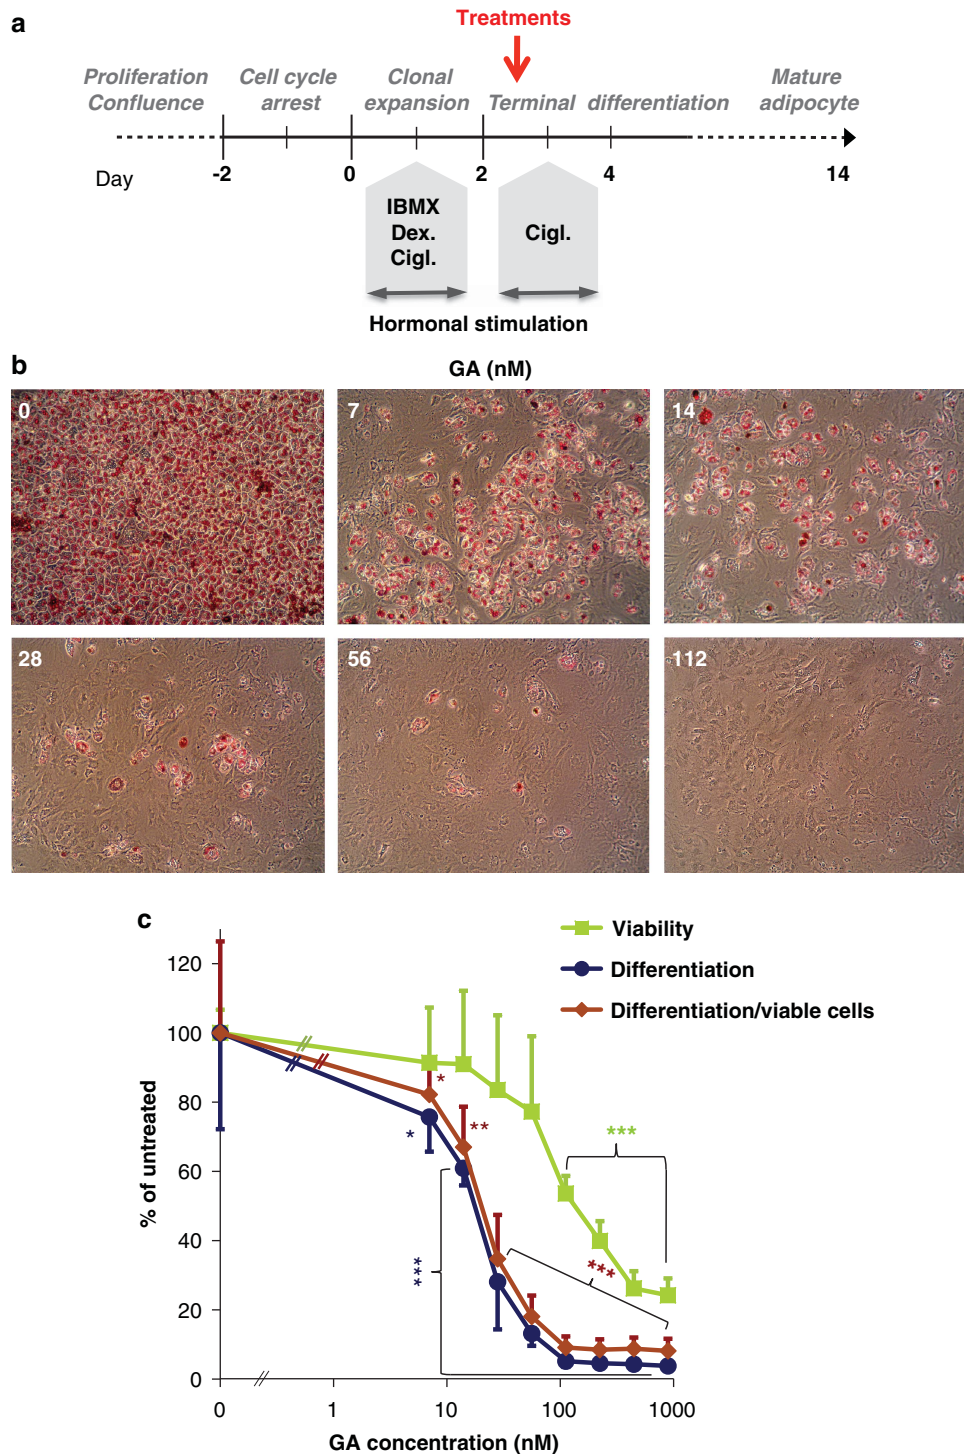 a
Treatments
Proliferation Cell cycle Clonal Mature
Confluence arrest expansion Terminal differentiation adipocyte
Day -2 0 2 4 14
IBMX
Dex.
Cigl.
Cigl.
Hormonal stimulation
b
GA (nM)
0 7 14
28 56 112
c
Viability
Differentiation
Differentiation/viable cells
% of untreated
120
100
80
60
40
20
0
*
*
**
***
***
***
0 1 10 100 1000
GA concentration (nM)